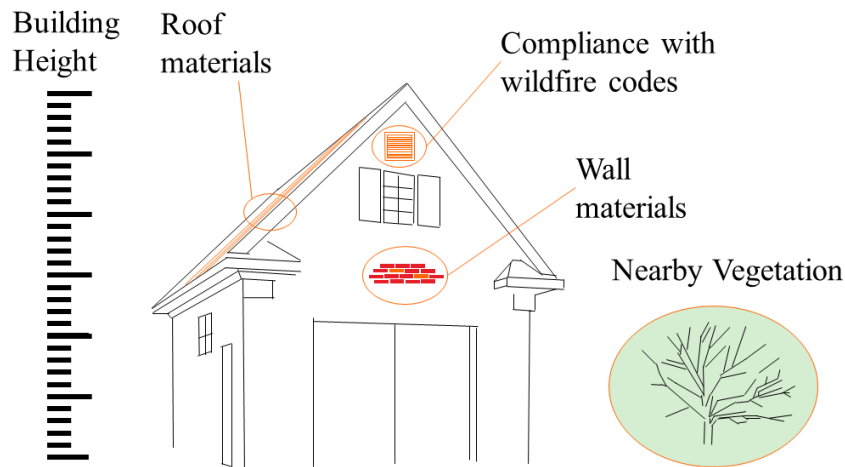 Building
Height
Roof
materials
Compliance with
wildfire codes
Wall
materials
Nearby Vegetation